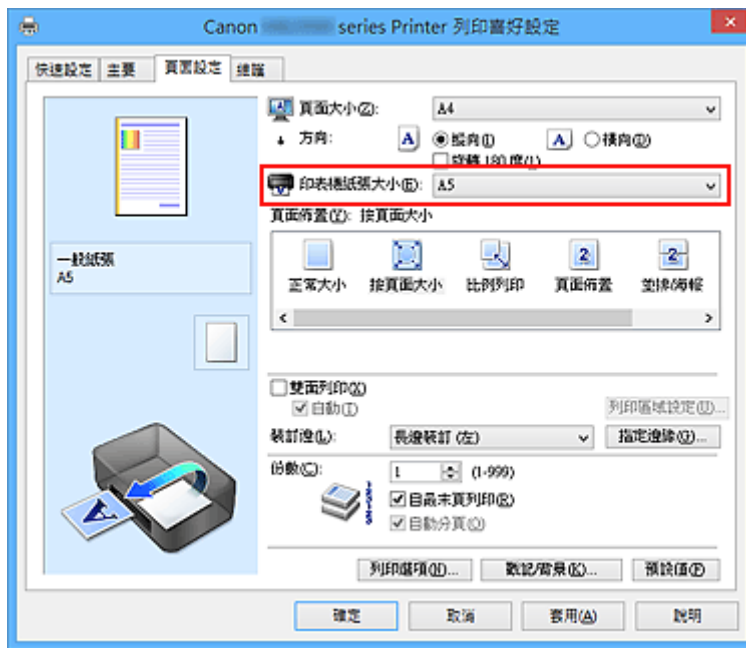 Canon series Printer 列印喜好設定
快速設定 主要 頁面設定 維護
頁面大小(Z): A4
方向: A 縱向(I) A 橫向(D)
旋轉 180 度(1)
印表機紙張大小(E): A5
頁面佈置(Y): 按頁面大小
一般紙張
A5
正常大小 按頁面大小 比例列印 頁面佈置 並排/海報
雙面列印(X)
自動(T)
列印區域設定(U)...
裝訂邊(L): 長邊裝訂 (左) 指定邊緣(G)...
份數(C): 1 (1-999)
自最末頁列印(R)
自動分頁(O)
列印選項(N)... 戳記/背景(K)... 預設值(F)
確定 取消 套用(A) 說明